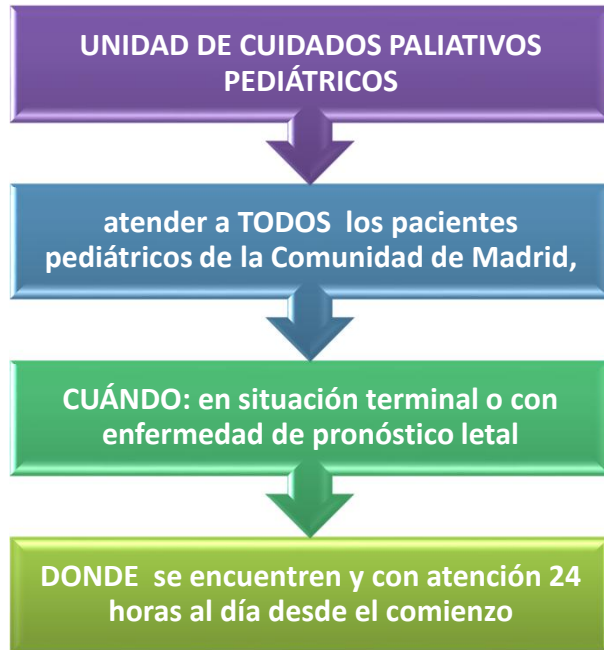 UNIDAD DE CUIDADOS PALIATIVOS
PEDIÁTRICOS
atender a TODOS los pacientes
pediátricos de la Comunidad de Madrid,
CUÁNDO: en situación terminal o con
enfermedad de pronóstico letal
DONDE se encuentren y con atención 24
horas al día desde el comienzo